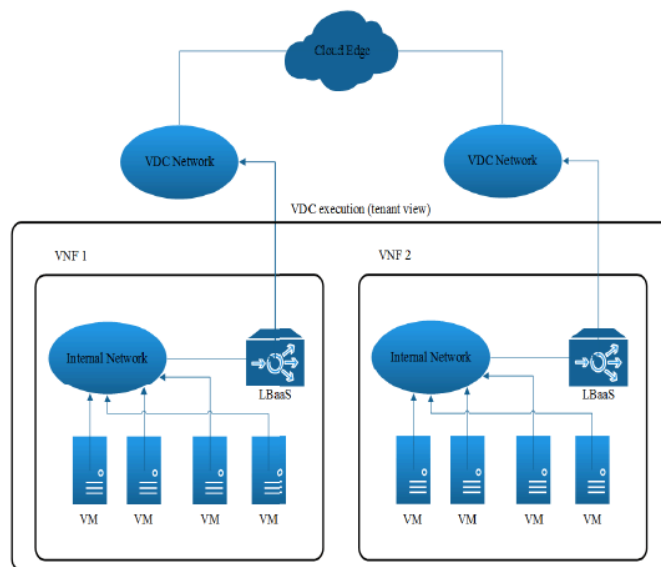 Cloud Edge
VDC Network
VDC Network
VDC execution (tenant view)
VNF 1
VNF 2
Internal Network
LBaaS
Internal Network
LBaaS
VM
VM
VM
VM
VM
VM
VM
VM